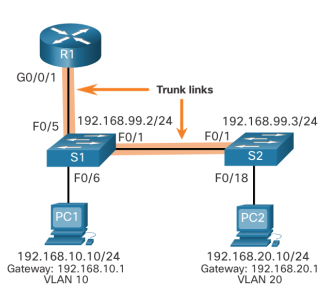 R1
G0/0/1
Trunk links
F0/5
192.168.99.2/24
192.168.99.3/24
F0/1
F0/1
S1
S2
F0/6
F0/18
PC1
PC2
192.168.10.10/24
Gateway: 192.168.10.1
VLAN 10
192.168.20.10/24
Gateway: 192.168.20.1
VLAN 20